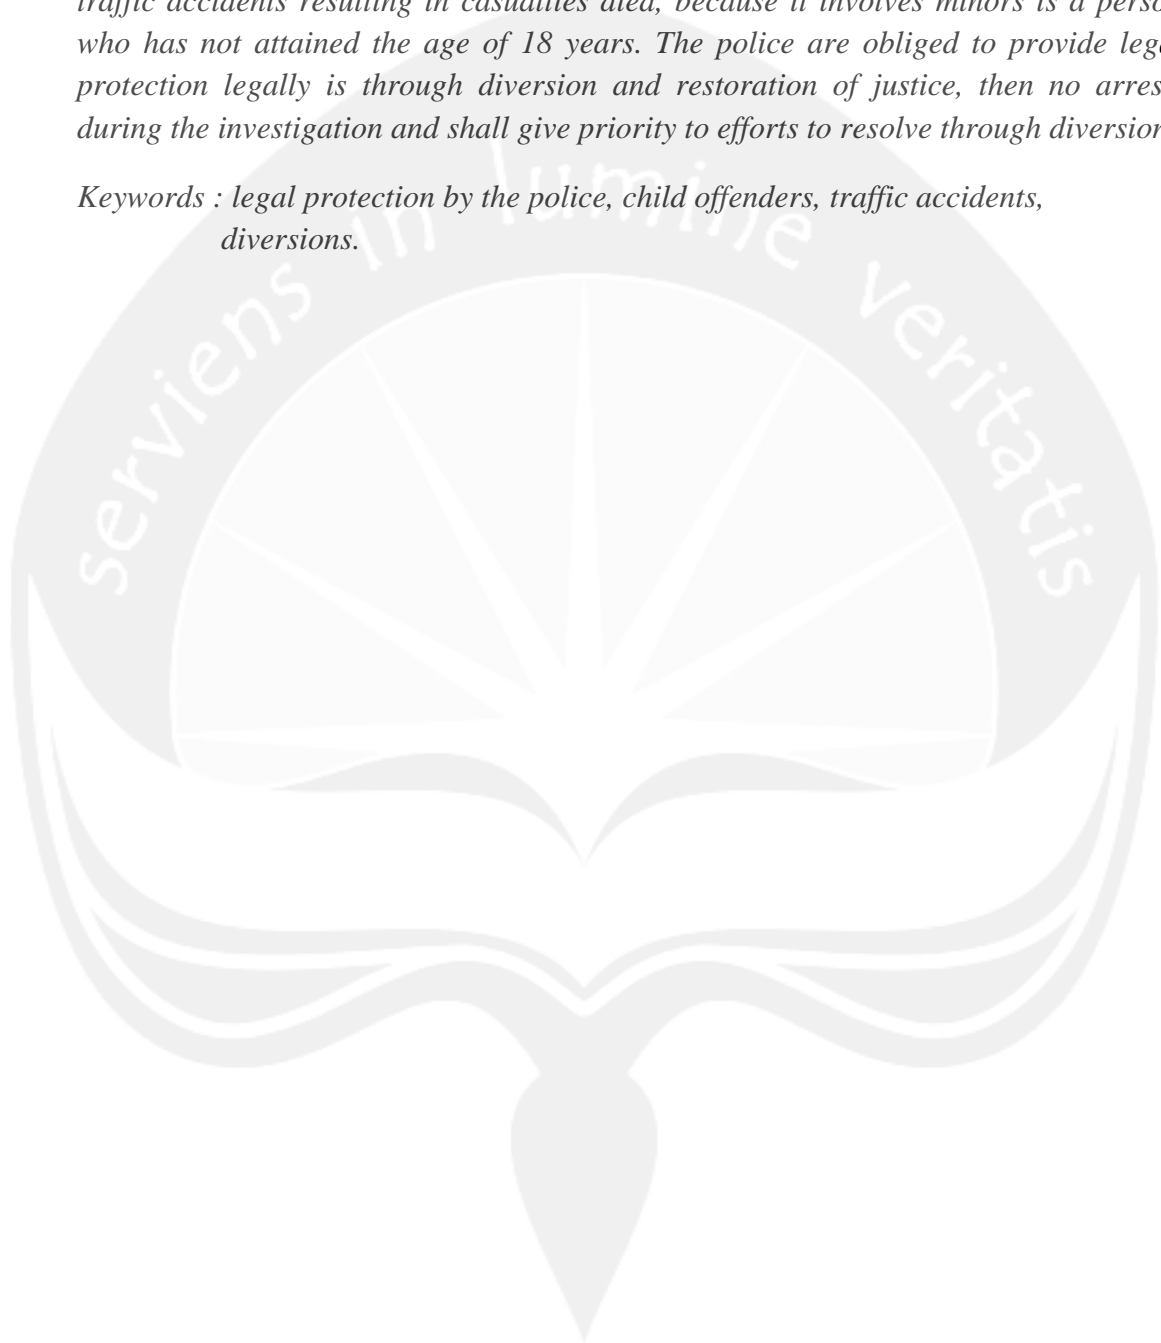 traffic accidents resulting in casualties died, because it involves minors is a perso
who has not attained the age of 18 years. The police are obliged to provide leg
protection legally is through diversion and restoration of justice, then no arres
during the investigation and shall give priority to efforts to resolve through diversion
Keywords : legal protection by the police, child offenders, traffic accidents,
diversions.
serviens in lumine veritatis